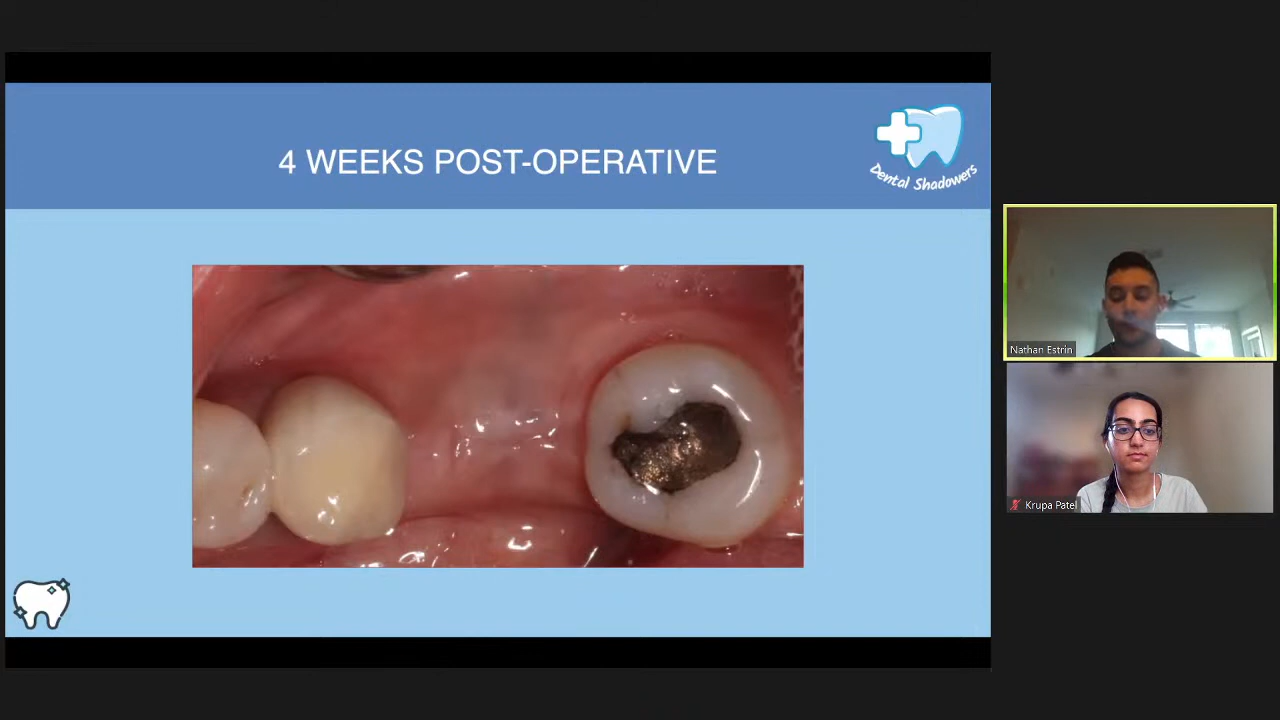 4 WEEKS POST-OPERATIVE
Dental Shadowers
Nathan Estrin
Krupa Patel